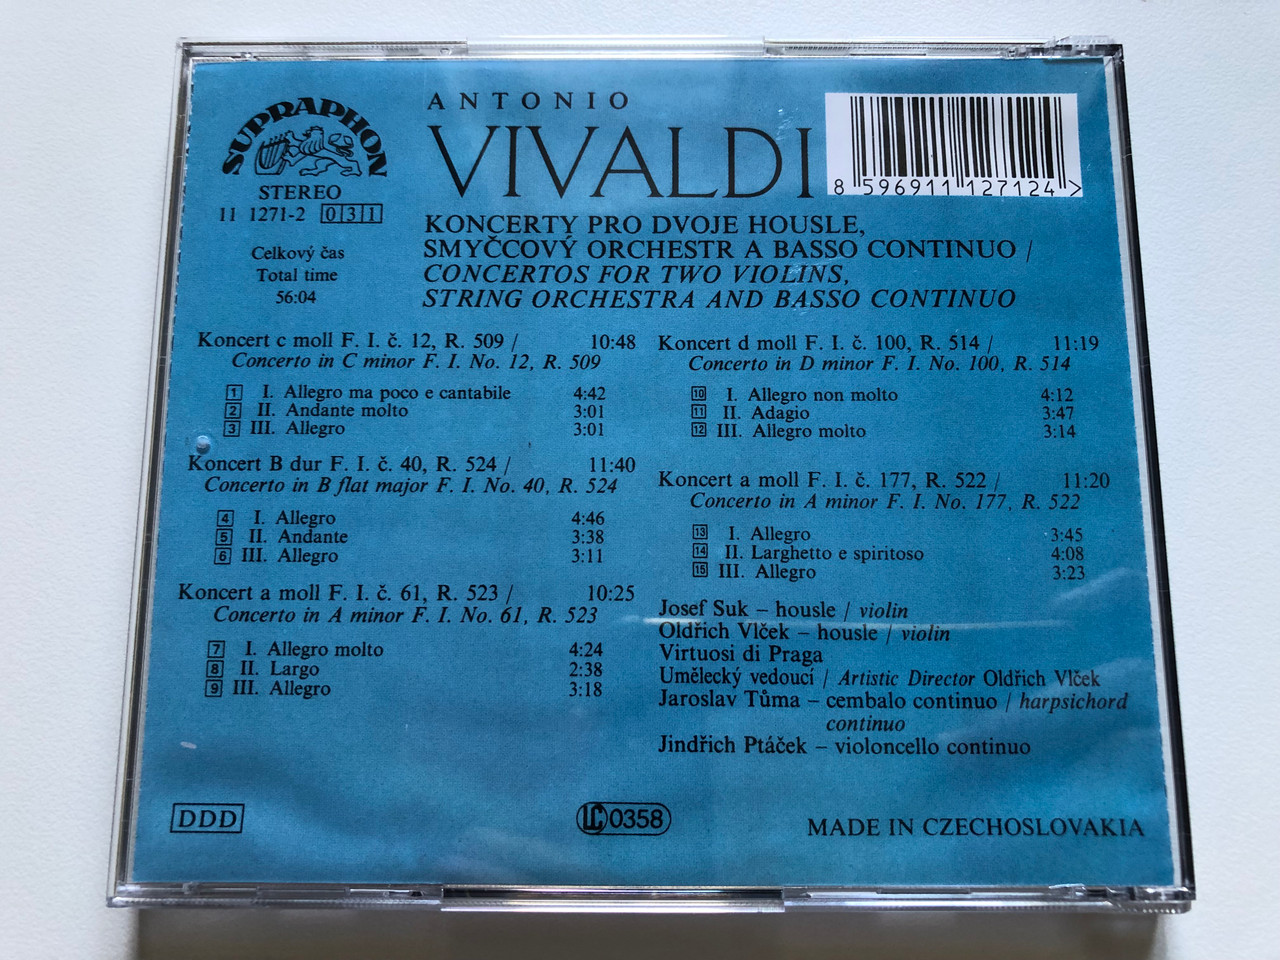 SUPRAPHON
STEREO
11 1271-2 031
Celkový čas
Total time
56:04
ANTONIO
VIVALDI
8 596911 127124 >
KONCERTY PRO DVOJE HOUSLE,
SMYČCOVÝ ORCHESTR A BASSO CONTINUO /
CONCERTOS FOR TWO VIOLINS,
STRING ORCHESTRA AND BASSO CONTINUO
Koncert c moll F. I. č. 12, R. 509 / 10:48
Concerto in C minor F. I. No. 12, R. 509
1 I. Allegro ma poco e cantabile 4:42
2 II. Andante molto 3:01
3 III. Allegro 3:01
Koncert B dur F. I. č. 40, R. 524 / 11:40
Concerto in B flat major F. I. No. 40, R. 524
4 I. Allegro 4:46
5 II. Andante 3:38
6 III. Allegro 3:11
Koncert a moll F. I. č. 61, R. 523 / 10:25
Concerto in A minor F. I. No. 61, R. 523
7 I. Allegro molto 4:24
8 II. Largo 2:38
9 III. Allegro 3:18
Koncert d moll F. I. č. 100, R. 514 / 11:19
Concerto in D minor F. I. No. 100, R. 514
10 I. Allegro non molto 4:12
11 II. Adagio 3:47
12 III. Allegro molto 3:14
Koncert a moll F. I. č. 177, R. 522 / 11:20
Concerto in A minor F. I. No. 177, R. 522
13 I. Allegro 3:45
14 II. Larghetto e spiritoso 4:08
15 III. Allegro 3:23
Josef Suk – housle / violin
Oldřich Vlček – housle / violin
Virtuosi di Praga
Umělecký vedoucí / Artistic Director Oldřich Vlček
Jaroslav Tůma – cembalo continuo / harpsichord
continuo
Jindřich Ptáček – violoncello continuo
DDD
LC 0358
MADE IN CZECHOSLOVAKIA